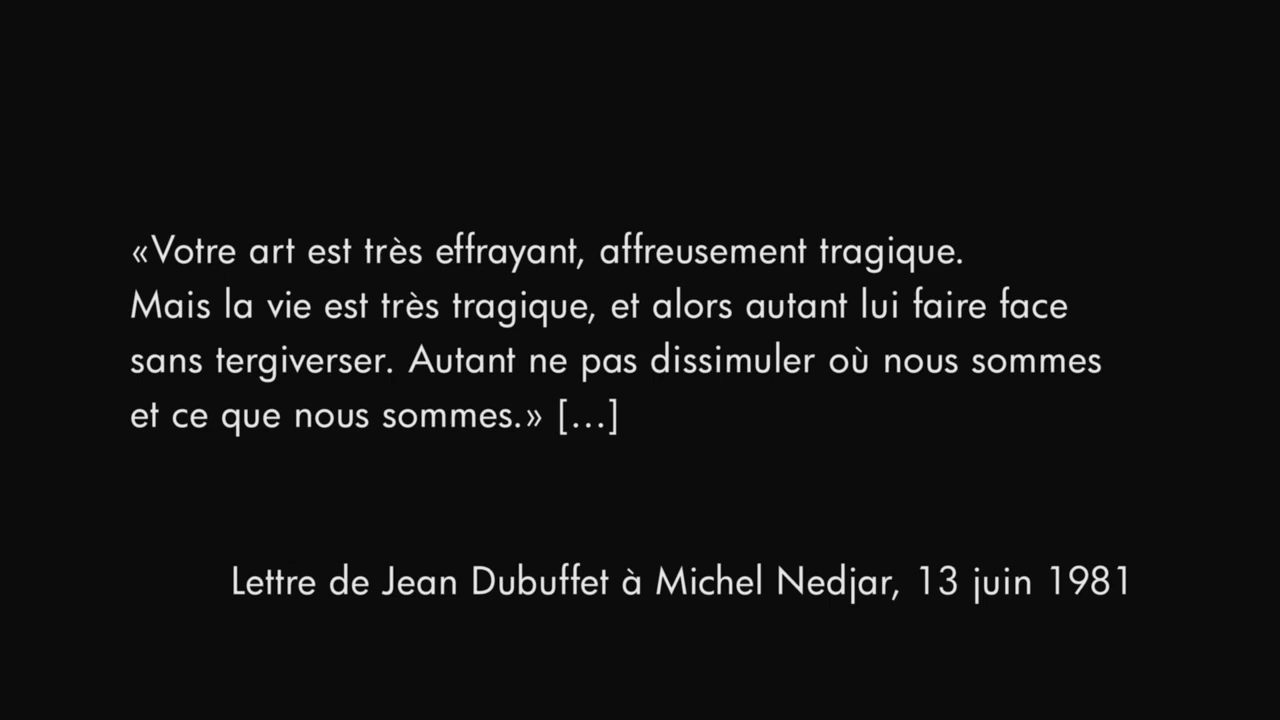 «Votre art est très effrayant, affreusement tragique.
Mais la vie est très tragique, et alors autant lui faire face
sans tergiverser. Autant ne pas dissimuler où nous sommes
et ce que nous sommes.» [...]
Lettre de Jean Dubuffet à Michel Nedjar, 13 juin 1981